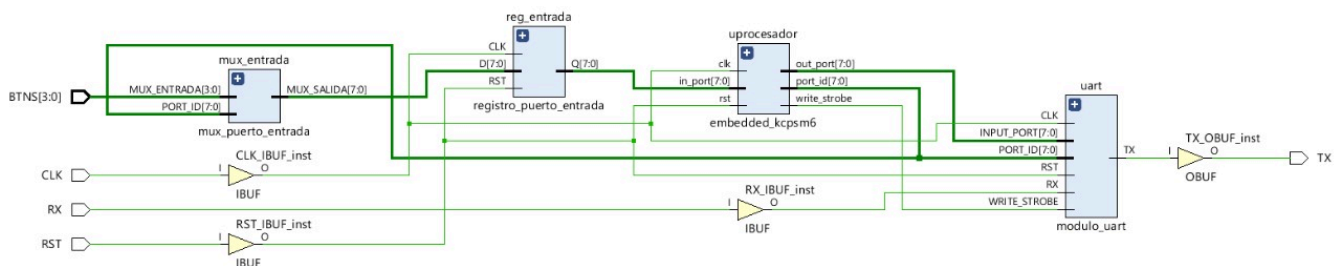 reg_entrada
CLK
D[7:0]
Q[7:0]
RST
registro_puerto_entrada
uprocesador
clk
out_port[7:0]
in_port[7:0]
port_id[7:0]
rst
write_strobe
embedded_kcpsm6
mux_entrada
MUX_ENTRADA[3:0]
MUX_SALIDA[7:0]
PORT_ID[7:0]
mux_puerto_entrada
BTNS[3:0]
uart
CLK
INPUT_PORT[7:0]
PORT_ID[7:0]
TX
RST
RX
WRITE_STROBE
modulo_uart
TX_OBUF_inst
I
O
OBUF
TX
CLK_IBUF_inst
CLK
I
O
IBUF
RX_IBUF_inst
RX
I
O
IBUF
RST_IBUF_inst
RST
I
O
IBUF